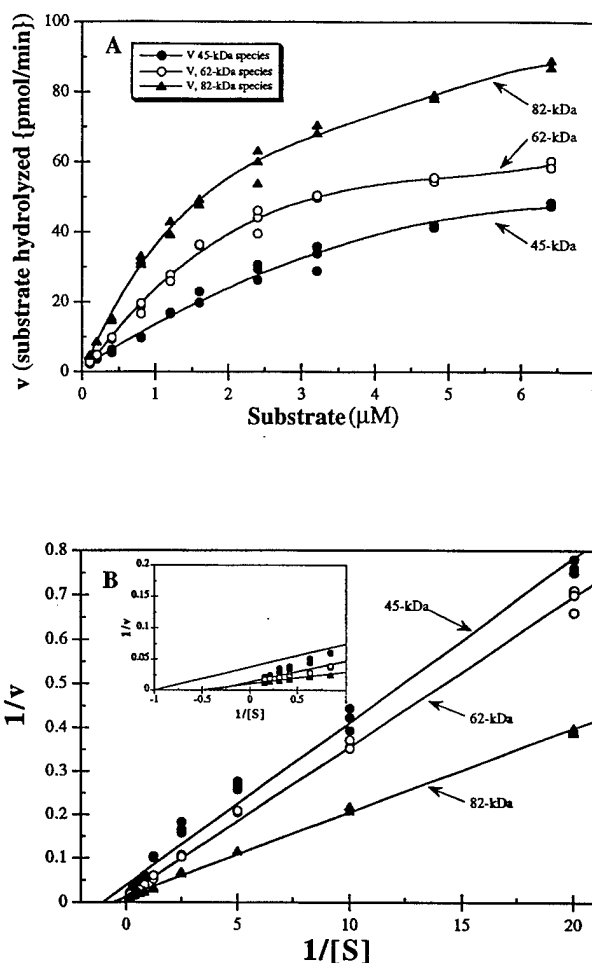 A
V 45-kDa species
V, 62-kDa species
V, 82-kDa species
v (substrate hydrolyzed {pmol/min)
100
80
60
40
20
0
82-kDa
62-kDa
45-kDa
0 1 2 3 4 5 6
Substrate (µM)
B
0.8
0.7
0.6
0.5
0.4
0.3
0.2
0.1
0
1/v
0.2
0.15
0.1
0.05
0
1/v
-1 -0.5 0 0.5 1
1/[S]
45-kDa
62-kDa
82-kDa
0 5 10 15 20
1/[S]